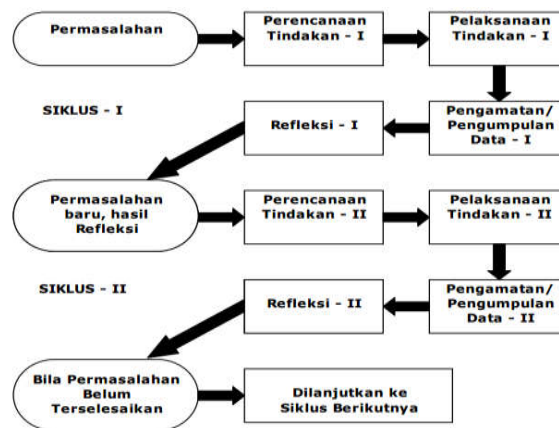 Permasalahan
Perencanaan
Tindakan - I
Pelaksanaan
Tindakan - I
SIKLUS - I
Refleksi - I
Pengamatan/
Pengumpulan
Data - I
Permasalahan
baru, hasil
Refleksi
Perencanaan
Tindakan - II
Pelaksanaan
Tindakan - II
SIKLUS - II
Refleksi - II
Pengamatan/
Pengumpulan
Data - II
Bila Permasalahan
Belum
Terselesaikan
Dilanjutkan ke
Siklus Berikutnya